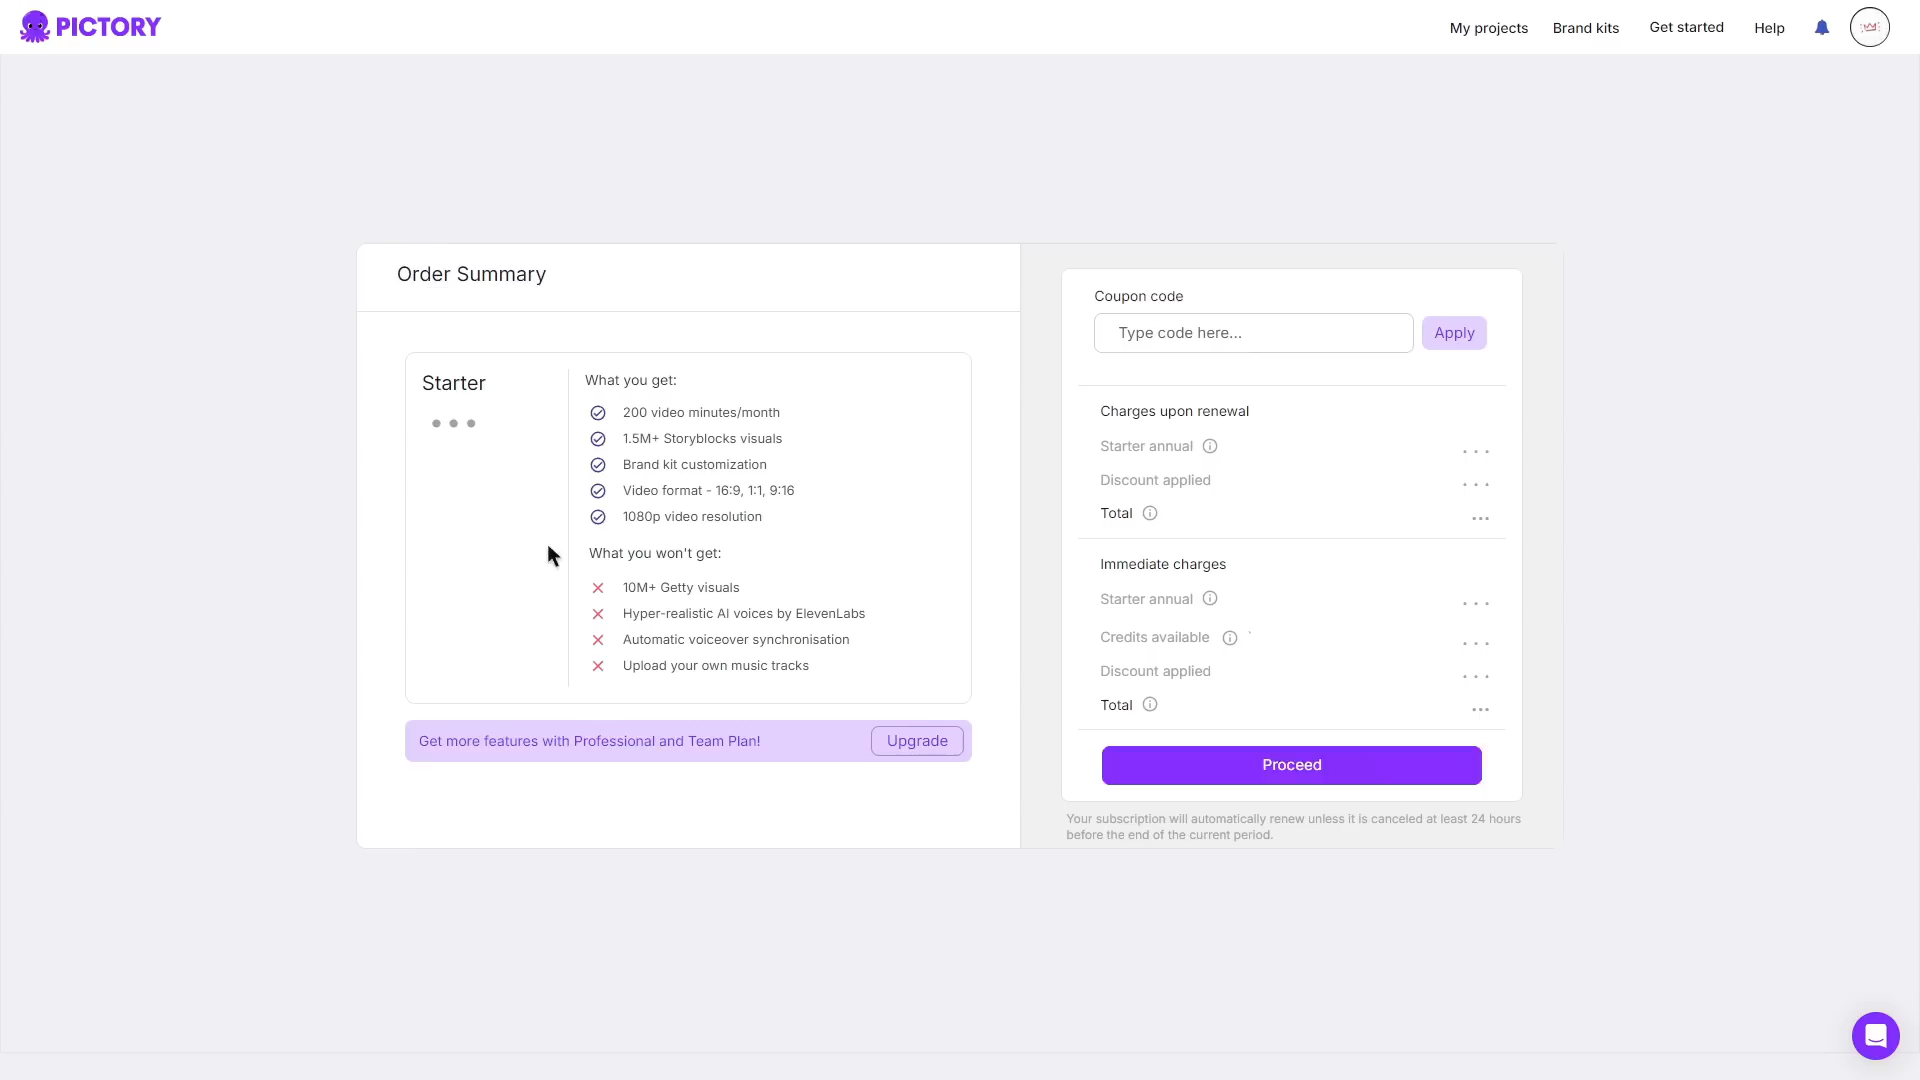 PICTORY
My projects
Brand kits
Get started
Help
Order Summary
Starter
What you get:
200 video minutes/month
1.5M+ Storyblocks visuals
Brand kit customization
Video format - 16:9, 1:1, 9:16
1080p video resolution
What you won't get:
10M+ Getty visuals
Hyper-realistic AI voices by ElevenLabs
Automatic voiceover synchronisation
Upload your own music tracks
Get more features with Professional and Team Plan!
Upgrade
Coupon code
Type code here...
Apply
Charges upon renewal
Starter annual
Discount applied
Total
Immediate charges
Starter annual
Credits available
Discount applied
Total
Proceed
Your subscription will automatically renew unless it is canceled at least 24 hours
before the end of the current period.